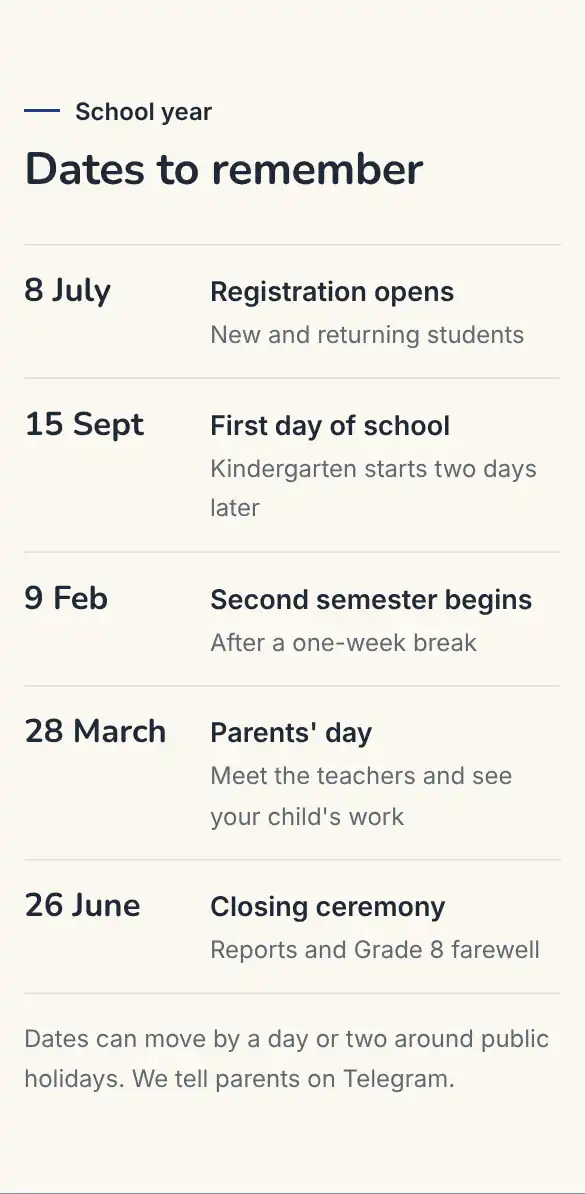 School year
Dates to remember
8 July
Registration opens
New and returning students
15 Sept
First day of school
Kindergarten starts two days
later
9 Feb
Second semester begins
After a one-week break
28 March
Parents' day
Meet the teachers and see
your child's work
26 June
Closing ceremony
Reports and Grade 8 farewell
Dates can move by a day or two around public
holidays. We tell parents on Telegram.